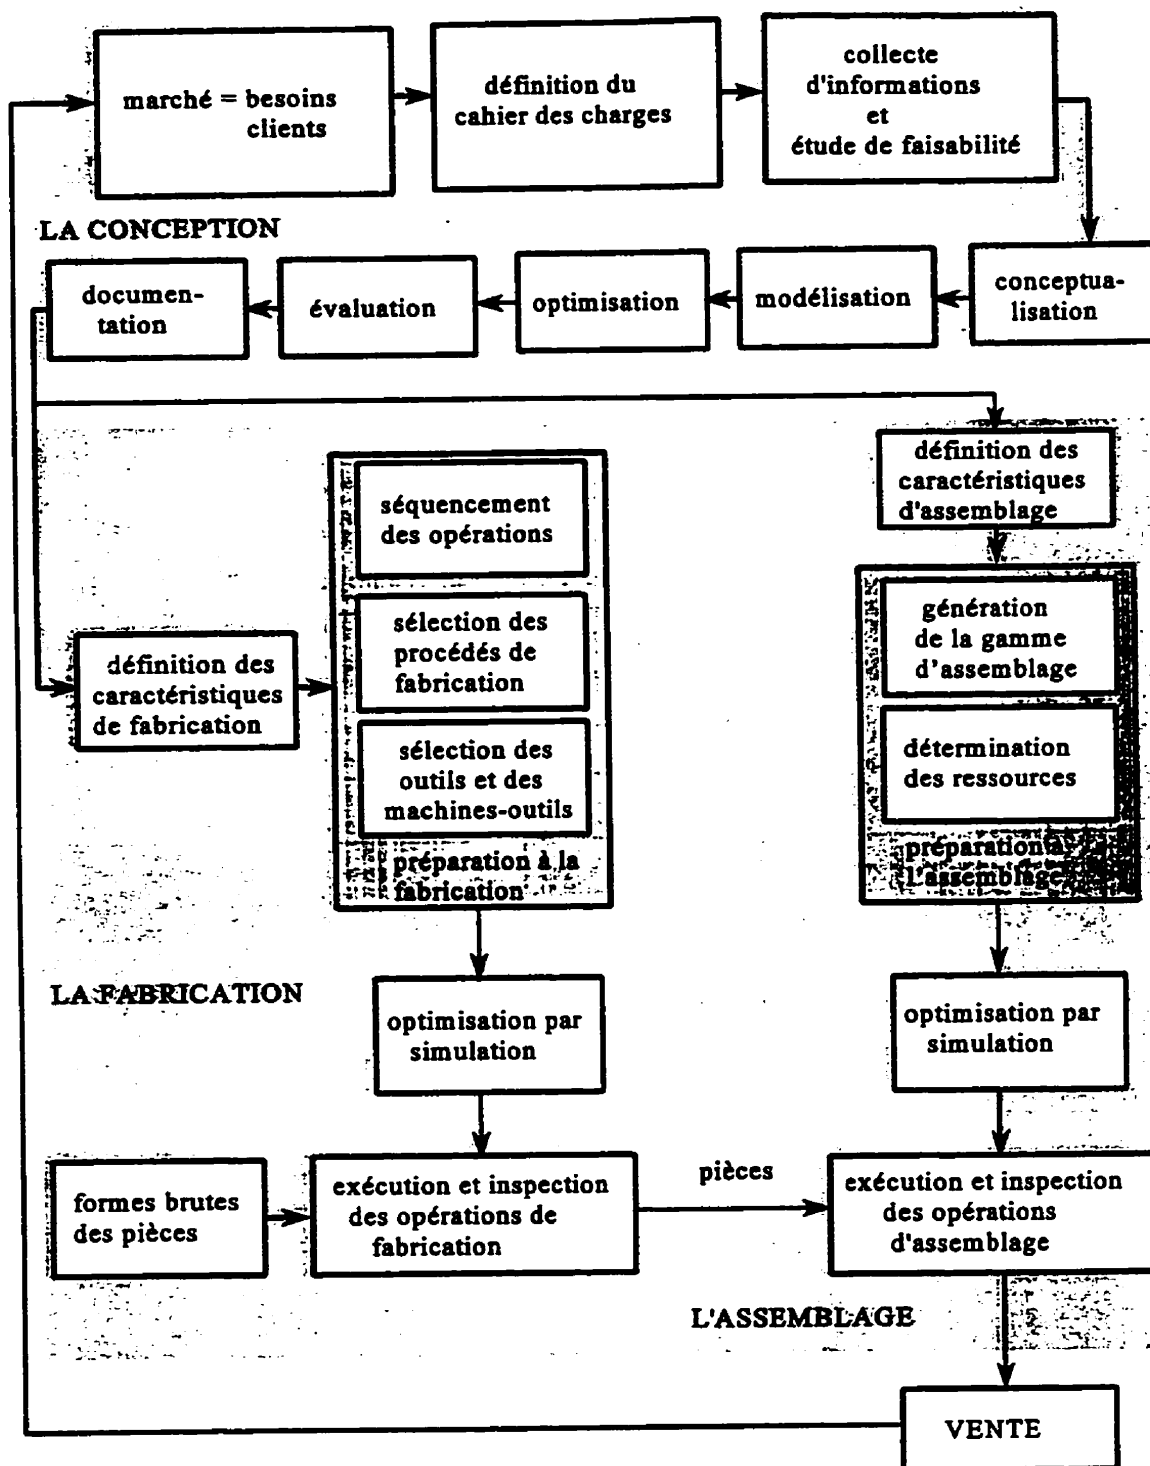 marché = besoins
clients
définition du
cahier des charges
collecte
d'informations
et
étude de faisabilité
LA CONCEPTION
documen-
tation
évaluation
optimisation
modélisation
conceptua-
lisation
définition des
caractéristiques
d'assemblage
séquencement
des opérations
sélection des
procédés de
fabrication
sélection des
outils et des
machines-outils
préparation à la
fabrication
définition des
caractéristiques
de fabrication
génération
de la gamme
d'assemblage
détermination
des ressources
préparation à
l'assemblage
LA FABRICATION
optimisation par
simulation
optimisation par
simulation
formes brutes
des pièces
exécution et inspection
des opérations de
fabrication
pièces
exécution et inspection
des opérations
d'assemblage
L'ASSEMBLAGE
VENTE